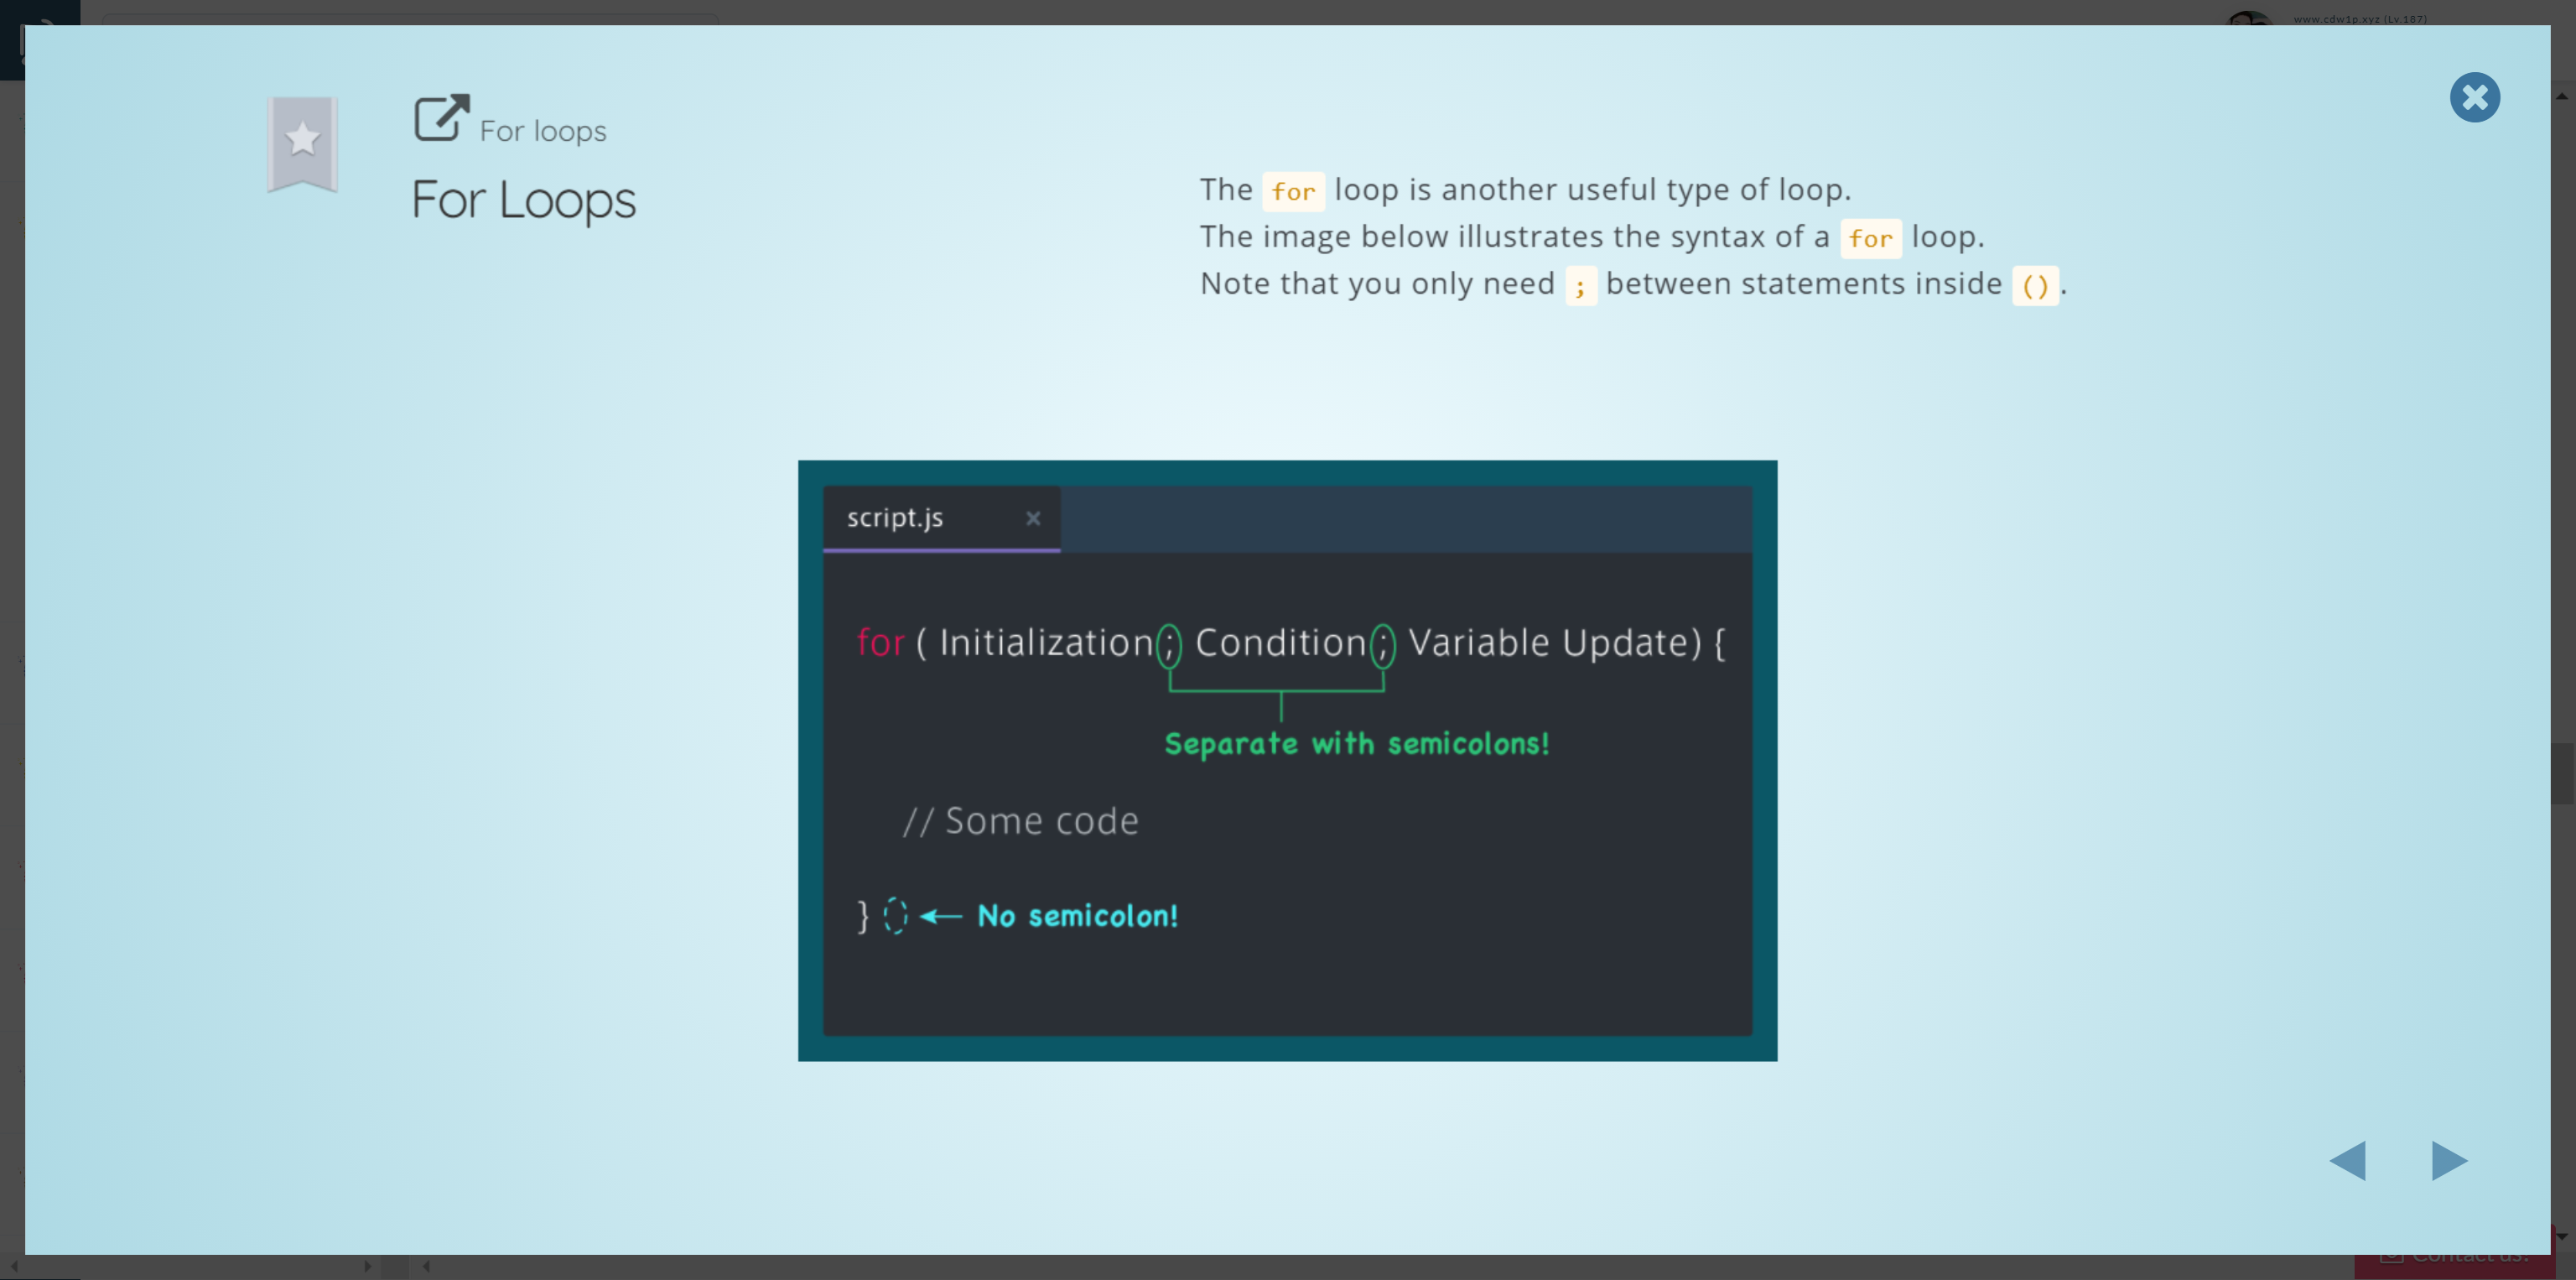 www.cdw1p.xyz (Lv.187)
For loops
For Loops
The for loop is another useful type of loop.
The image below illustrates the syntax of a for loop.
Note that you only need ; between statements inside ().
script.js
for ( Initialization; Condition; Variable Update) {
Separate with semicolons!
// Some code
} No semicolon!
Contact us!